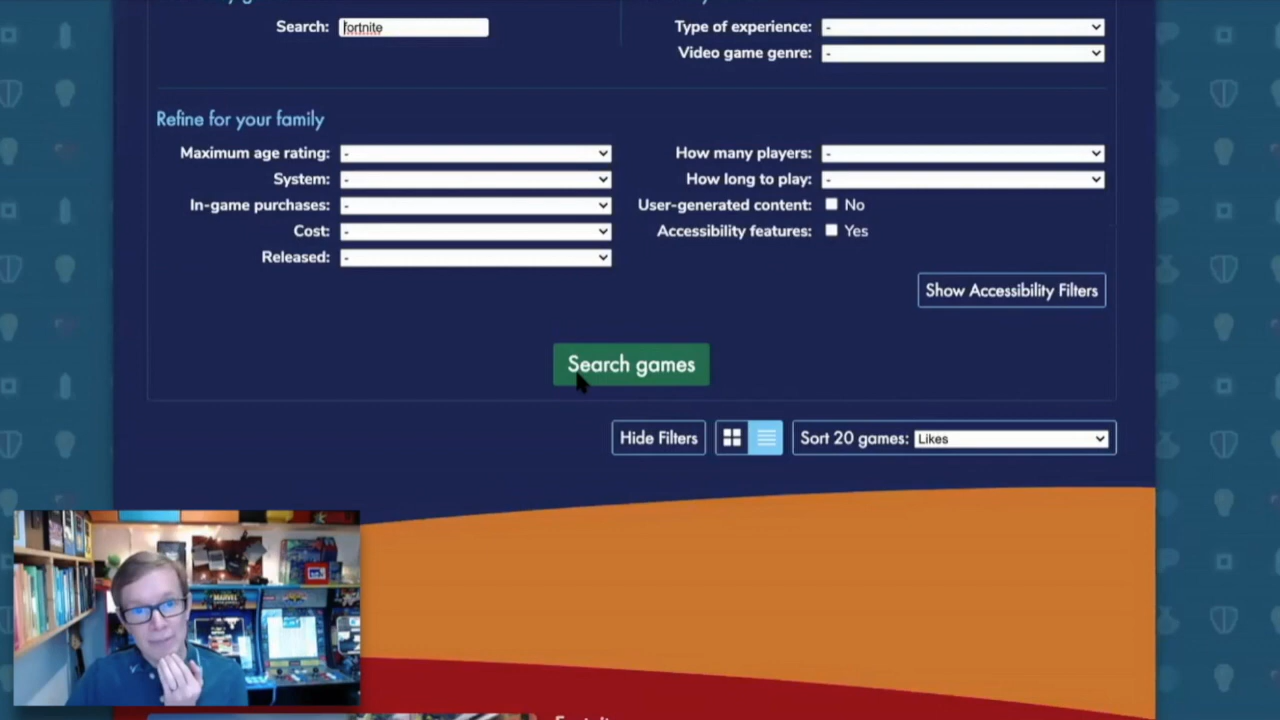 Search: fortnite
Type of experience: -
Video game genre: -
Refine for your family
Maximum age rating: -
How many players: -
System: -
How long to play: -
In-game purchases: -
User-generated content: No
Cost: -
Accessibility features: Yes
Released: -
Show Accessibility Filters
Search games
Hide Filters
Sort 20 games: Likes
MARVEL